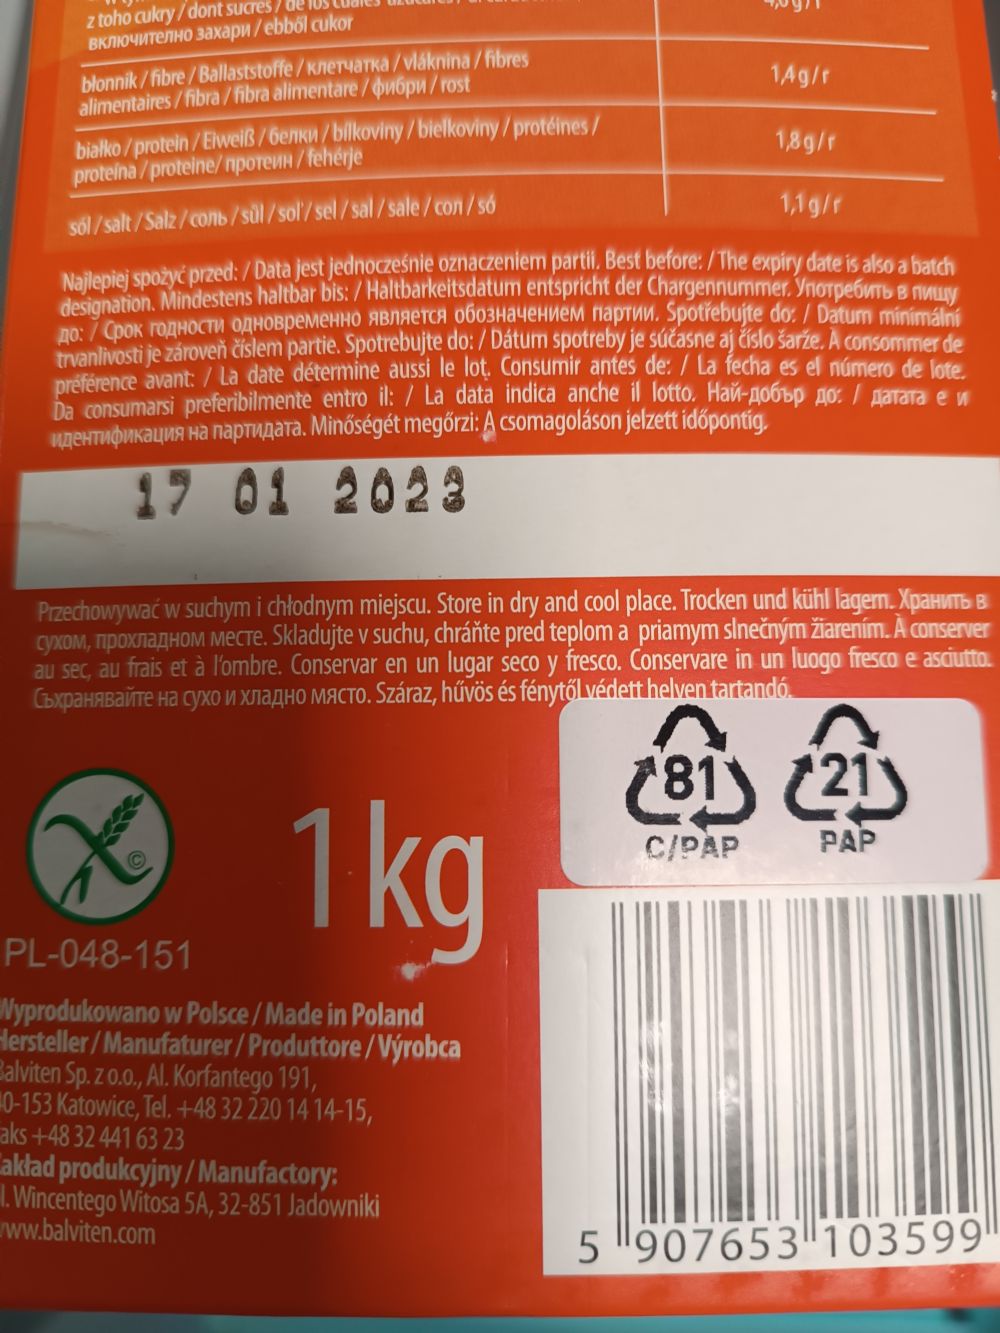 z toho cukry / dont sucres / de los cuales azúcares /
включително захари / ebből cukor
błonnik / fibre / Ballaststoffe / клетчатка / vláknina / fibres
alimentaires / fibra / fibra alimentare / фибри / rost
1,4 g/г
białko / protein / Eiweiß / белки / bílkoviny / bielkoviny / protéines /
proteína / proteine/ протеин / fehérje
1,8 g/г
sól / salt / Salz / соль / sůl / soľ / sel / sal / sale / сол / só
1,1 g/г
Najlepiej spożyć przed: / Data jest jednocześnie oznaczeniem partii. Best before: / The expiry date is also a batch
designation. Mindestens haltbar bis: / Haltbarkeitsdatum entspricht der Chargennummer. Употребить в пищу
до: / Срок годности одновременно является обозначением партии. Spotřebujte do: / Datum minimální
trvanlivosti je zároveň číslem partie. Spotrebujte do: / Dátum spotreby je súčasne aj číslo šarže. À consommer de
préférence avant: / La date détermine aussi le lot. Consumir antes de: / La fecha es el número de lote.
Da consumarsi preferibilmente entro il: / La data indica anche il lotto. Най-добър до: / датата е и
идентификация на партидата. Minőségét megőrzi: A csomagoláson jelzett időpontig.
17 01 2023
Przechowywać w suchym i chłodnym miejscu. Store in dry and cool place. Trocken und kühl lagern. Хранить в
сухом, прохладном месте. Skladujte v suchu, chráňte pred teplom a priamym slnečným žiarením. À conserver
au sec, au frais et à l'ombre. Conservar en un lugar seco y fresco. Conservare in un luogo fresco e asciutto.
Съхранявайте на сухо и хладно място. Száraz, hűvös és fénytől védett helyen tartandó.
81
C/PAP
21
PAP
©
1 kg
PL-048-151
Wyprodukowano w Polsce / Made in Poland
Hersteller / Manufaturer / Produttore / Výrobca
Balviten Sp. z o.o., Al. Korfantego 191,
40-153 Katowice, Tel. +48 32 220 14 14-15,
Faks +48 32 441 63 23
Zakład produkcyjny / Manufactory:
ul. Wincentego Witosa 5A, 32-851 Jadowniki
www.balviten.com
5 907653 103599